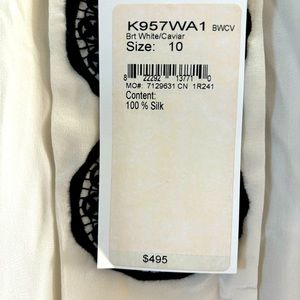 K957WA1 BWCV
Brt White/Caviar
Size: 10
8 22292 13771 0
MO#: 7129631 CN 1R241
Content:
100 % Silk
$495